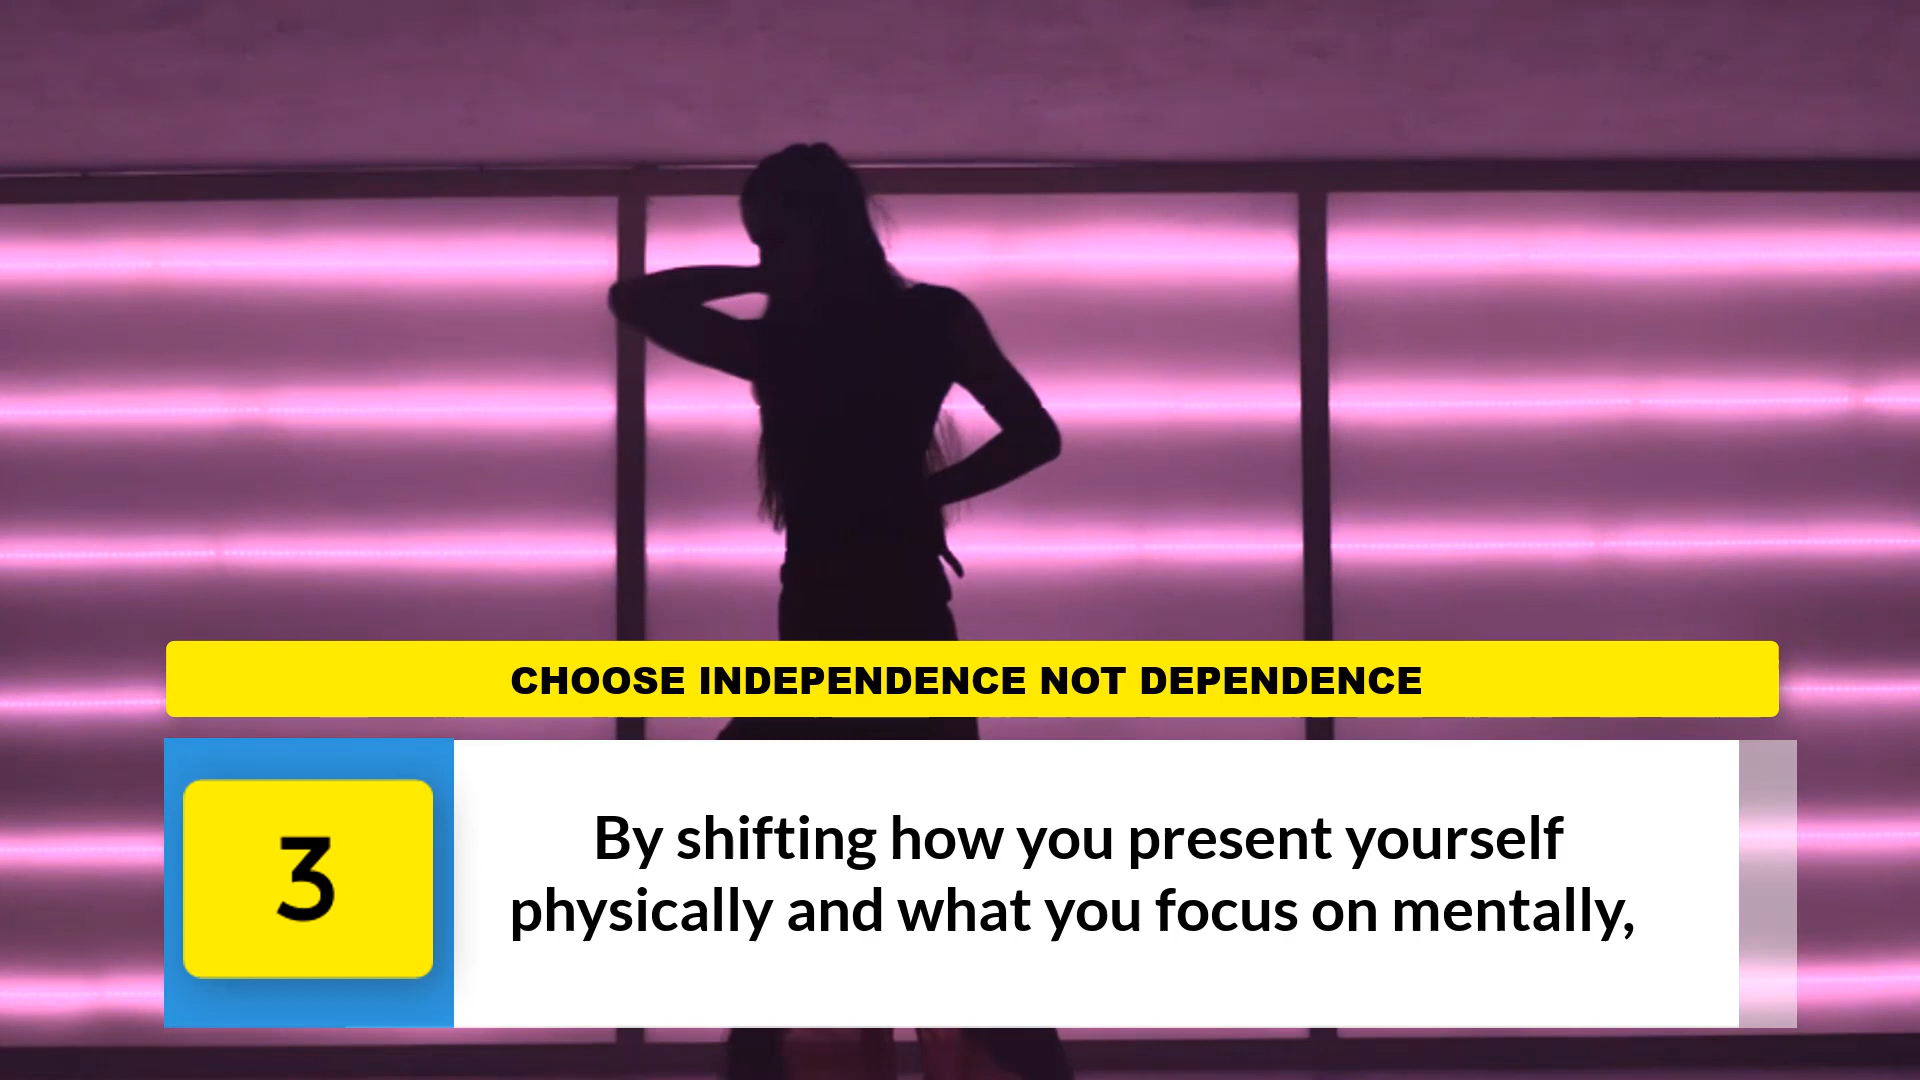 CHOOSE INDEPENDENCE NOT DEPENDENCE
3
By shifting how you present yourself
physically and what you focus on mentally,